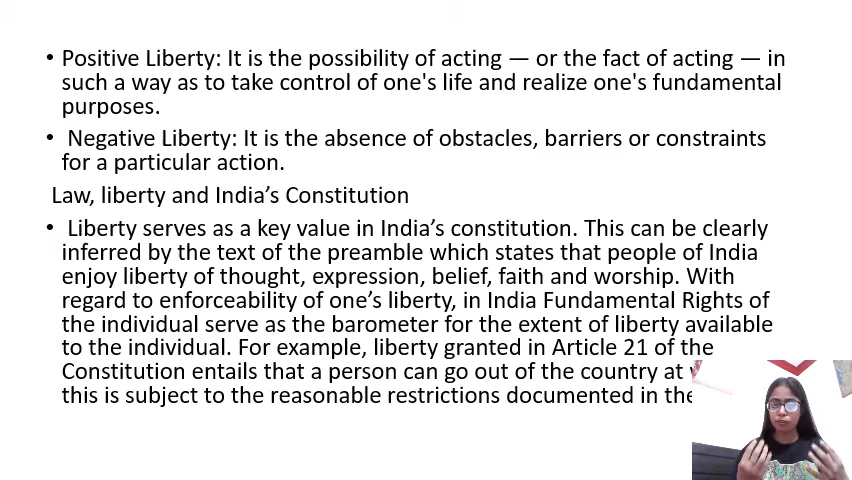 • Positive Liberty: It is the possibility of acting — or the fact of acting — in
such a way as to take control of one's life and realize one's fundamental
purposes.
• Negative Liberty: It is the absence of obstacles, barriers or constraints
for a particular action.
Law, liberty and India’s Constitution
• Liberty serves as a key value in India’s constitution. This can be clearly
inferred by the text of the preamble which states that people of India
enjoy liberty of thought, expression, belief, faith and worship. With
regard to enforceability of one’s liberty, in India Fundamental Rights of
the individual serve as the barometer for the extent of liberty available
to the individual. For example, liberty granted in Article 21 of the
Constitution entails that a person can go out of the country at
this is subject to the reasonable restrictions documented in the